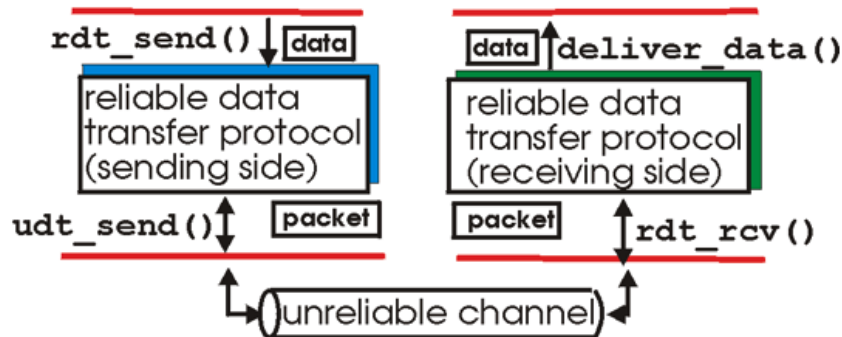 rdt_send()
data
data
deliver_data()
reliable data
transfer protocol
(sending side)
reliable data
transfer protocol
(receiving side)
udt_send()
packet
packet
rdt_rcv()
unreliable channel